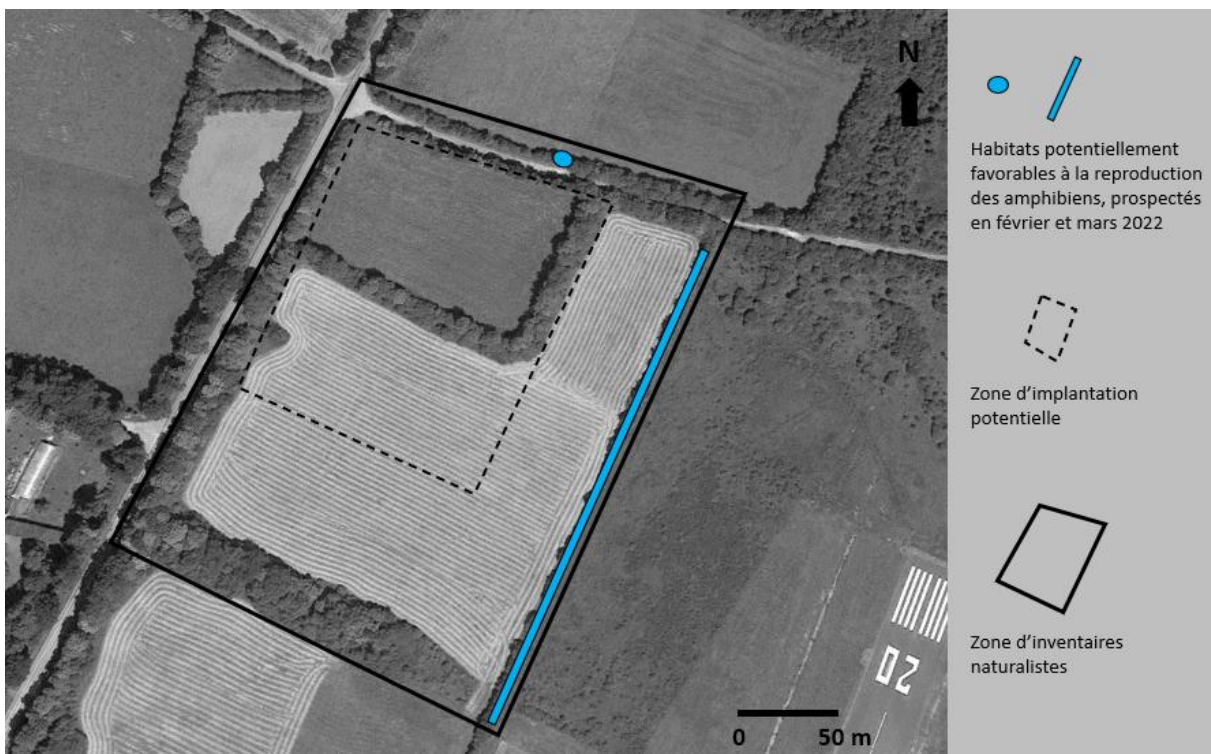 N
Habitats potentiellement
favorables à la reproduction
des amphibiens, prospectés
en février et mars 2022
Zone d'implantation
potentielle
Zone d'inventaires
naturalistes
02
0 50 m